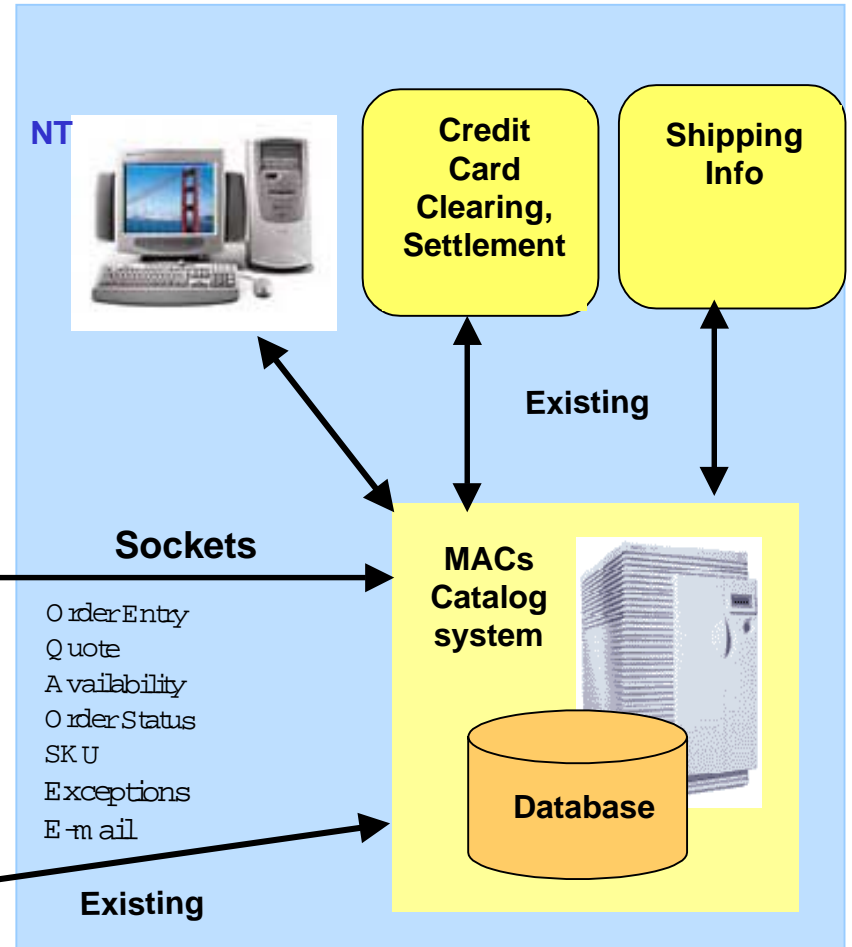 NT
Credit
Card
Clearing,
Settlement
Shipping
Info
Existing
Sockets
OrderEntry
Quote
Availability
OrderStatus
SKU
Exceptions
E-mail
MACs
Catalog
system
Database
Existing